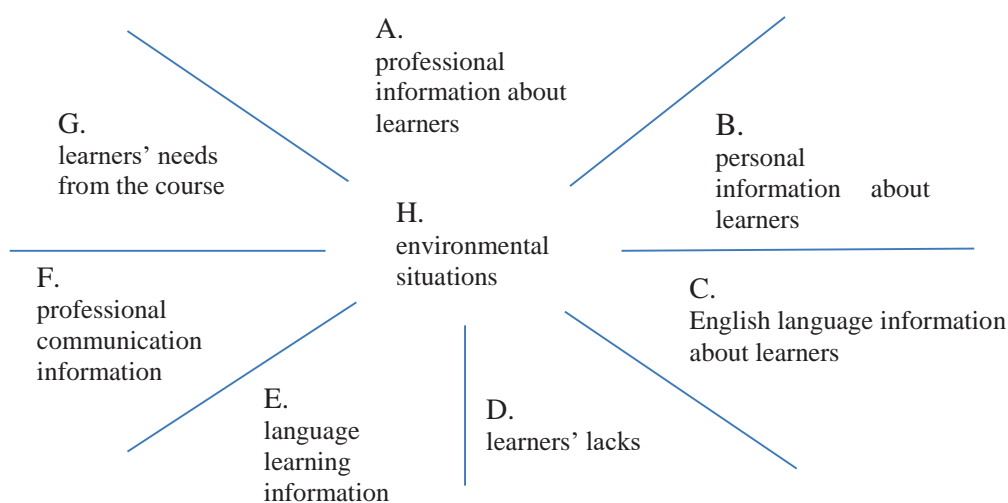 A.
professional
information about
learners
B.
personal
information about
learners
C.
English language information
about learners
D.
learners’ lacks
E.
language
learning
information
F.
professional
communication
information
G.
learners’ needs
from the course
H.
environmental
situations